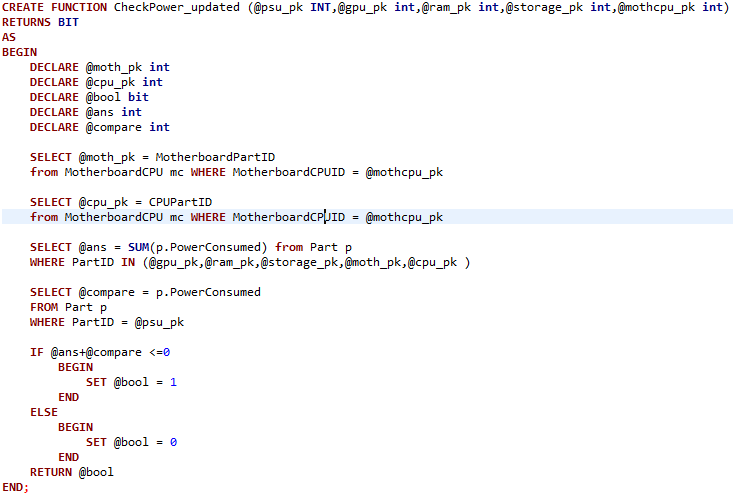 CREATE FUNCTION CheckPower_updated (@psu_pk INT,@gpu_pk int,@ram_pk int,@storage_pk int,@mothcpu_pk int)
RETURNS BIT
AS
BEGIN
DECLARE @moth_pk int
DECLARE @cpu_pk int
DECLARE @bool bit
DECLARE @ans int
DECLARE @compare int
SELECT @moth_pk = MotherboardPartID
from MotherboardCPU mc WHERE MotherboardCPUID = @mothcpu_pk
SELECT @cpu_pk = CPUPartID
from MotherboardCPU mc WHERE MotherboardCPUID = @mothcpu_pk
SELECT @ans = SUM(p.PowerConsumed) from Part p
WHERE PartID IN (@gpu_pk,@ram_pk,@storage_pk,@moth_pk,@cpu_pk )
SELECT @compare = p.PowerConsumed
FROM Part p
WHERE PartID = @psu_pk
IF @ans+@compare <=0
BEGIN
SET @bool = 1
END
ELSE
BEGIN
SET @bool = 0
END
RETURN @bool
END;